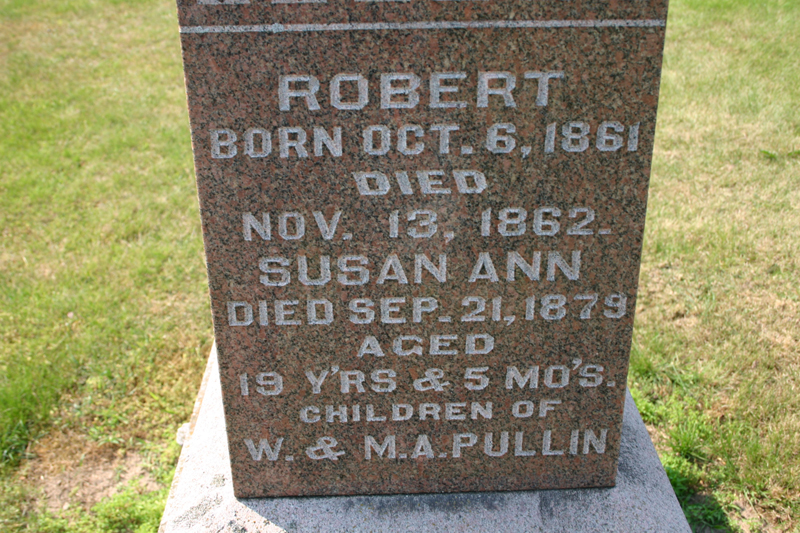 ROBERT
BORN OCT. 6, 1861
DIED
NOV. 13, 1862.
SUSAN ANN
DIED SEP. 21, 1879
AGED
19 Y'RS & 5 MO'S.
CHILDREN OF
W. & M.A. PULLIN